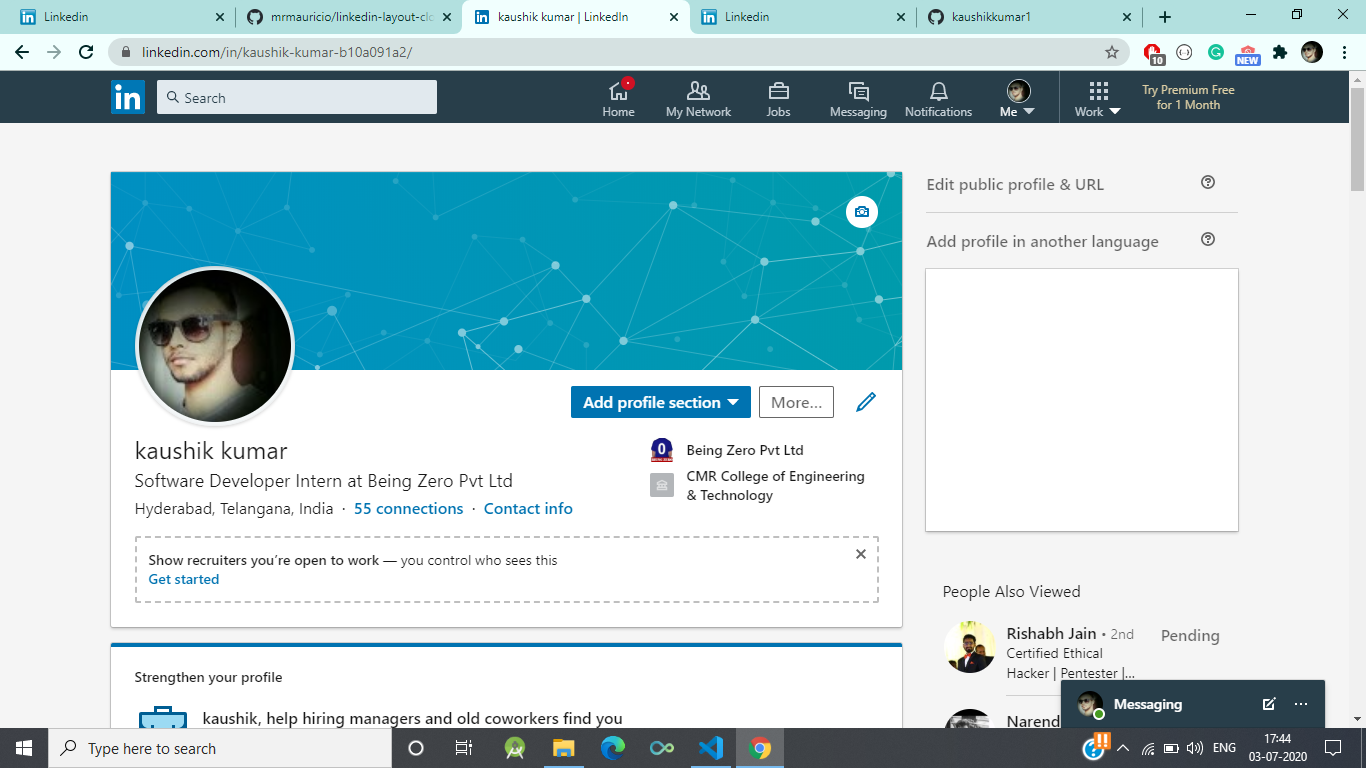 Linkedin
mrmauricio/linkedin-layout-clo
kaushik kumar | LinkedIn
Linkedin
kaushikkumar1
linkedin.com/in/kaushik-kumar-b10a091a2/
10
NEW
in
Search
Home
My Network
Jobs
Messaging
Notifications
Me
Work
Try Premium Free
for 1 Month
Edit public profile & URL
Add profile in another language
Add profile section
More...
kaushik kumar
Software Developer Intern at Being Zero Pvt Ltd
Hyderabad, Telangana, India · 55 connections · Contact info
0
Being Zero Pvt Ltd
CMR College of Engineering
& Technology
Show recruiters you're open to work — you control who sees this
Get started
Strengthen your profile
kaushik, help hiring managers and old coworkers find you
People Also Viewed
Rishabh Jain • 2nd
Certified Ethical
Hacker | Pentester |...
Pending
Narend
Messaging
Type here to search
ENG
17:44
03-07-2020